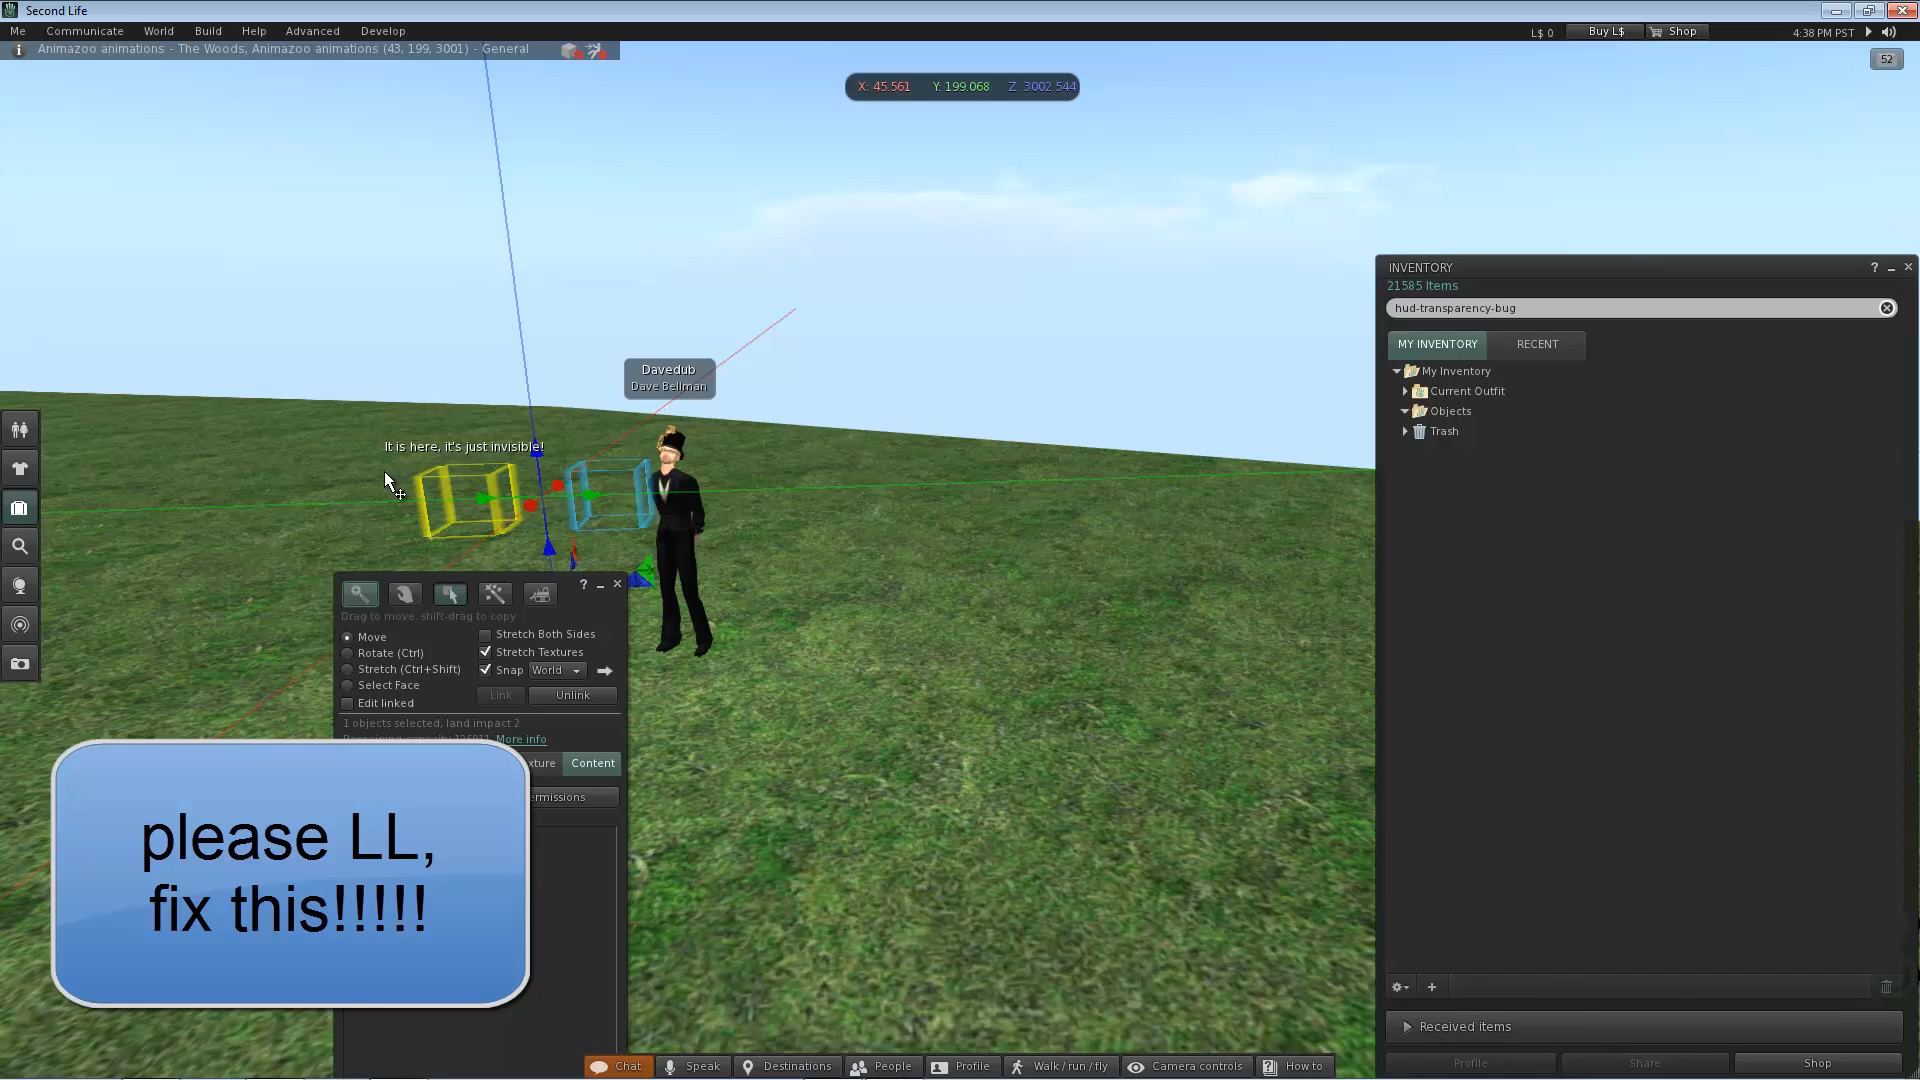 Second Life
Me Communicate World Build Help Advanced Develop
L$ 0 Buy L$ Shop 4:38 PM PST
Animazoo animations - The Woods, Animazoo animations (43, 199, 3001) - General
52
X: 45.561 Y: 199.068 Z: 3002.544
INVENTORY
21585 Items
hud-transparency-bug
MY INVENTORY RECENT
My Inventory
Current Outfit
Objects
Trash
Davedub
Dave Bellman
It is here, it's just invisible!
Drag to move, shift-drag to copy
Move
Rotate (Ctrl)
Stretch (Ctrl+Shift)
Select Face
Edit linked
Stretch Both Sides
Stretch Textures
Snap World
Link Unlink
1 objects selected, land impact 2
More info
xture Content
ermissions
please LL,
fix this!!!!!
Received items
Profile Share Shop
Chat Speak Destinations People Profile Walk / run / fly Camera controls How to